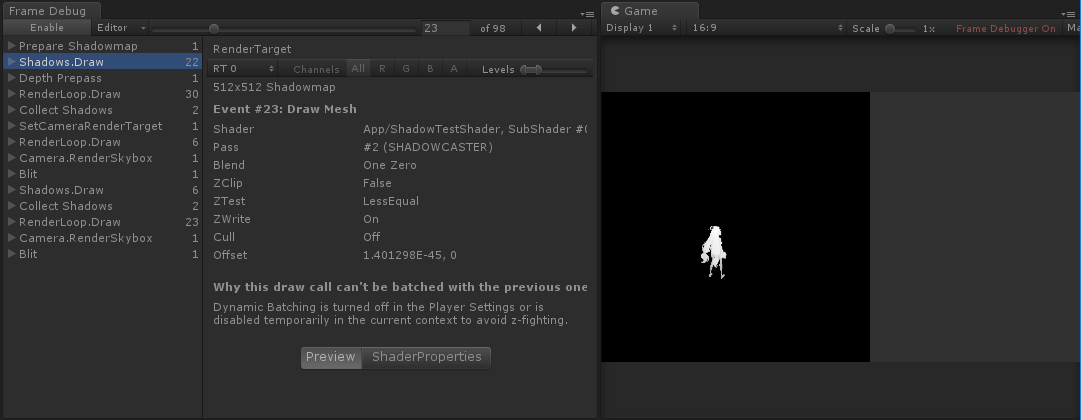 Frame Debug
Enable Editor 23 of 98
Prepare Shadowmap 1
Shadows.Draw 22
Depth Prepass 1
RenderLoop.Draw 30
Collect Shadows 2
SetCameraRenderTarget 1
RenderLoop.Draw 6
Camera.RenderSkybox 1
Blit 1
Shadows.Draw 6
Collect Shadows 2
RenderLoop.Draw 23
Camera.RenderSkybox 1
Blit 1
RenderTarget
RT 0 Channels All R G B A Levels
512x512 Shadowmap
Event #23: Draw Mesh
Shader App/ShadowTestShader, SubShader #(
Pass #2 (SHADOWCASTER)
Blend One Zero
ZClip False
ZTest LessEqual
ZWrite On
Cull Off
Offset 1.401298E-45, 0
Why this draw call can't be batched with the previous one
Dynamic Batching is turned off in the Player Settings or is
disabled temporarily in the current context to avoid z-fighting.
Preview ShaderProperties
Game
Display 1 16:9 Scale 1x Frame Debugger On Ma